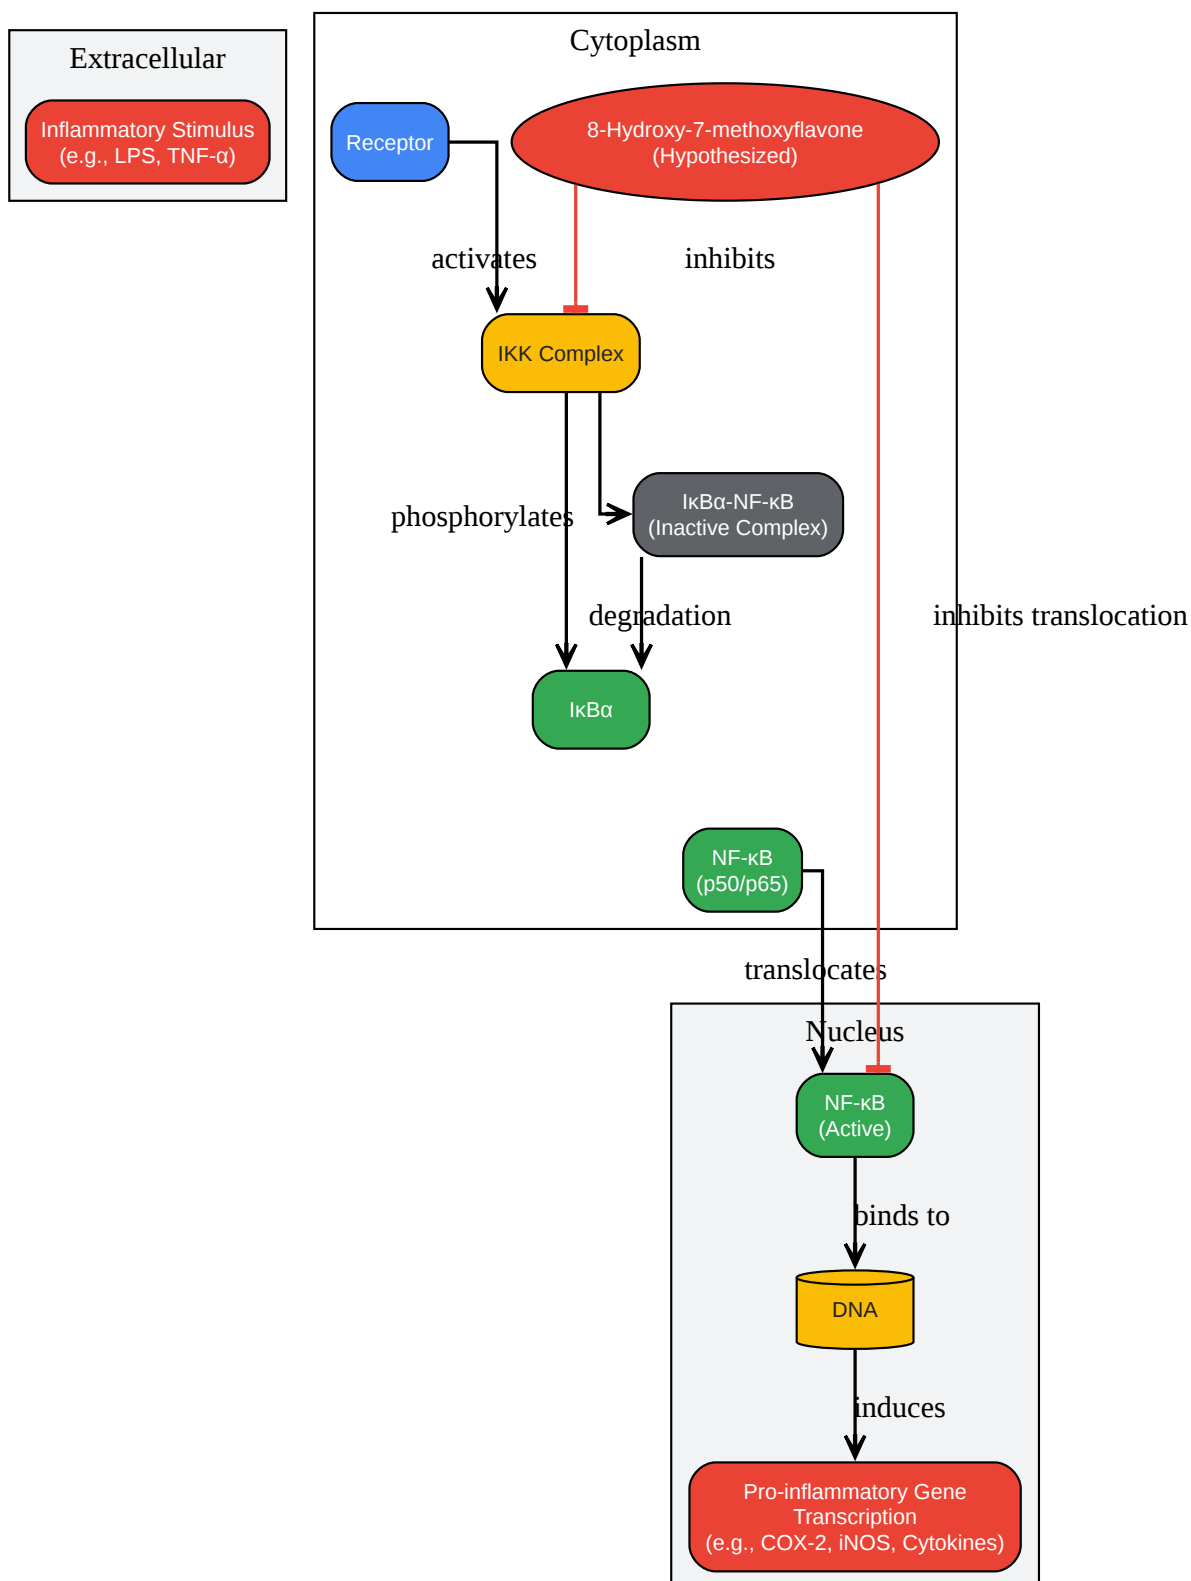 Extracellular
Inflammatory Stimulus
(e.g., LPS, TNF-α)
Cytoplasm
Receptor
8-Hydroxy-7-methoxyflavone
(Hypothesized)
activates
inhibits
IKK Complex
phosphorylates
IκBα-NF-κB
(Inactive Complex)
degradation
inhibits translocation
IκBα
NF-κB
(p50/p65)
translocates
Nucleus
NF-κB
(Active)
binds to
DNA
induces
Pro-inflammatory Gene
Transcription
(e.g., COX-2, iNOS, Cytokines)